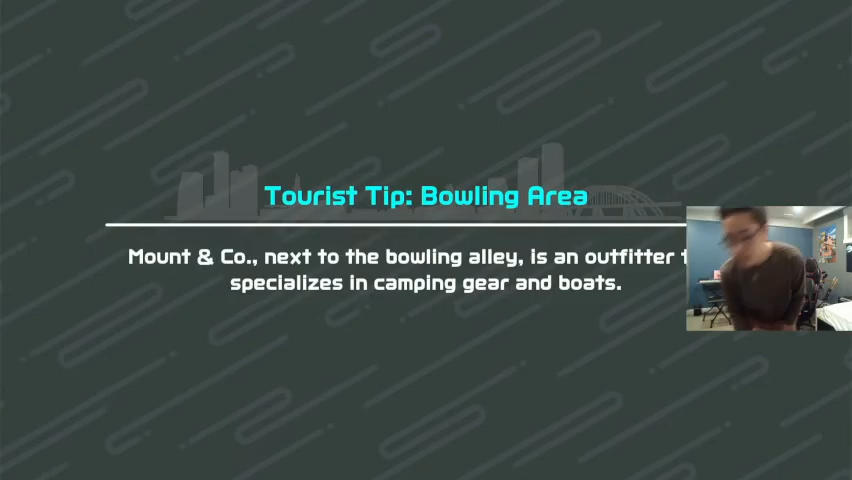 Tourist Tip: Bowling Area
Mount & Co., next to the bowling alley, is an outfitter
specializes in camping gear and boats.